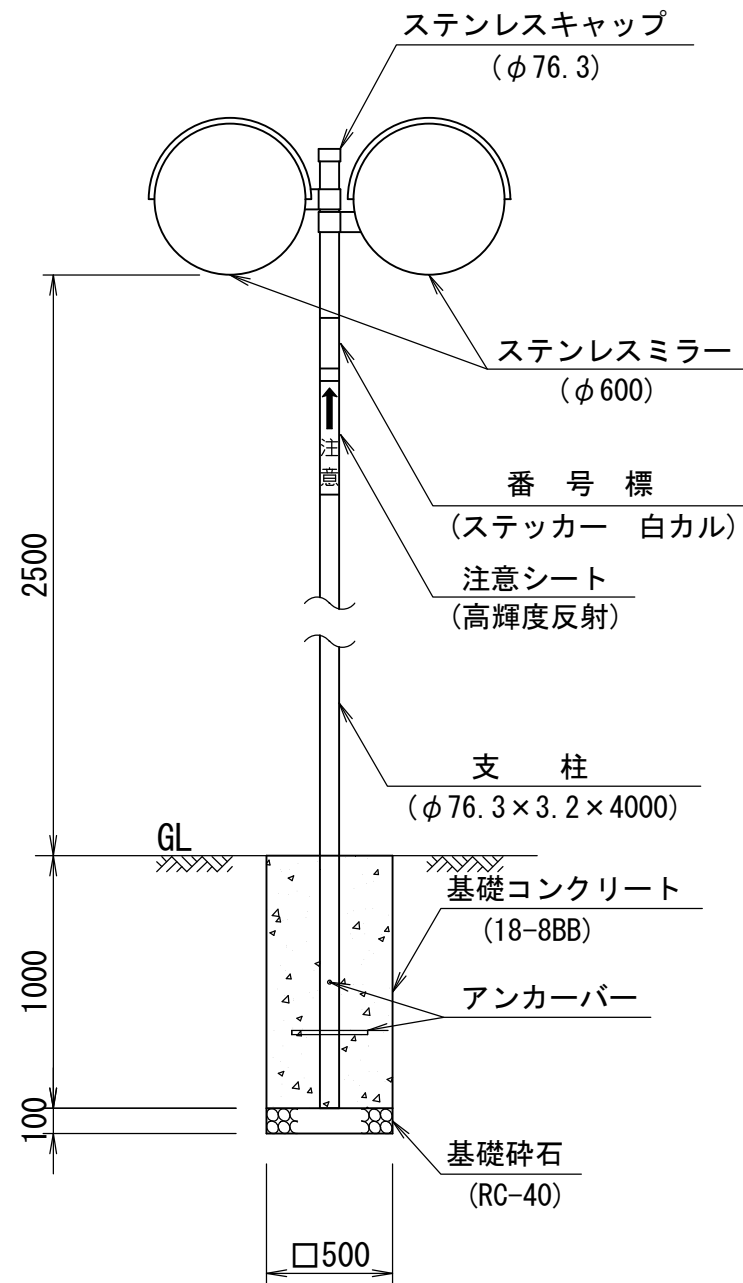 ステンレスキャップ
(φ76.3)
ステンレスミラー
(φ600)
番　号　標
(ステッカー　白カル)
注意
注意シート
(高輝度反射)
2500
支　　柱
(φ76.3×3.2×4000)
GL
基礎コンクリート
(18-8BB)
1000
アンカーバー
100
基礎砕石
(RC-40)
□500